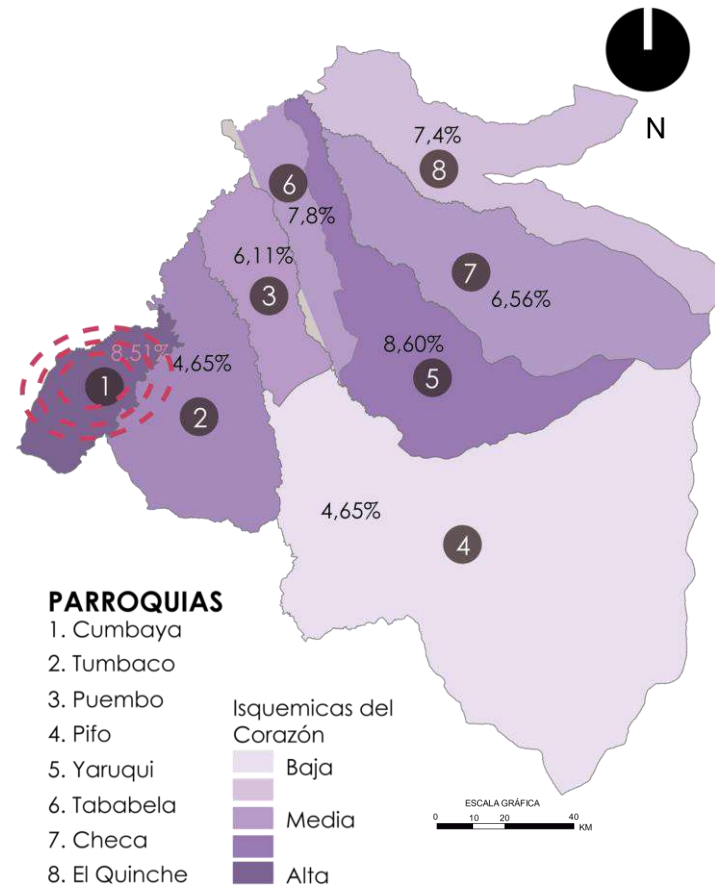 N
7,4%
8
6
7,8%
6,11%
7
3
6,56%
8,51%
4,65%
8,60%
1
5
2
4,65%
4
PARROQUIAS
1. Cumbaya
2. Tumbaco
3. Puembo
4. Pifo
5. Yaruqui
6. Tababela
7. Checa
8. El Quinche
Isquemicas del
Corazón
Baja
Media
Alta
ESCALA GRÁFICA
0 10 20 40
KM